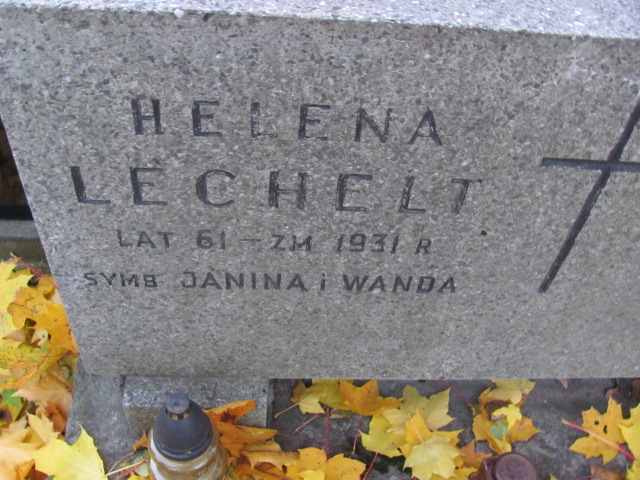 HELENA
LECHELT
LAT 61 - ZM 1931 R
SYMB JANINA i WANDA